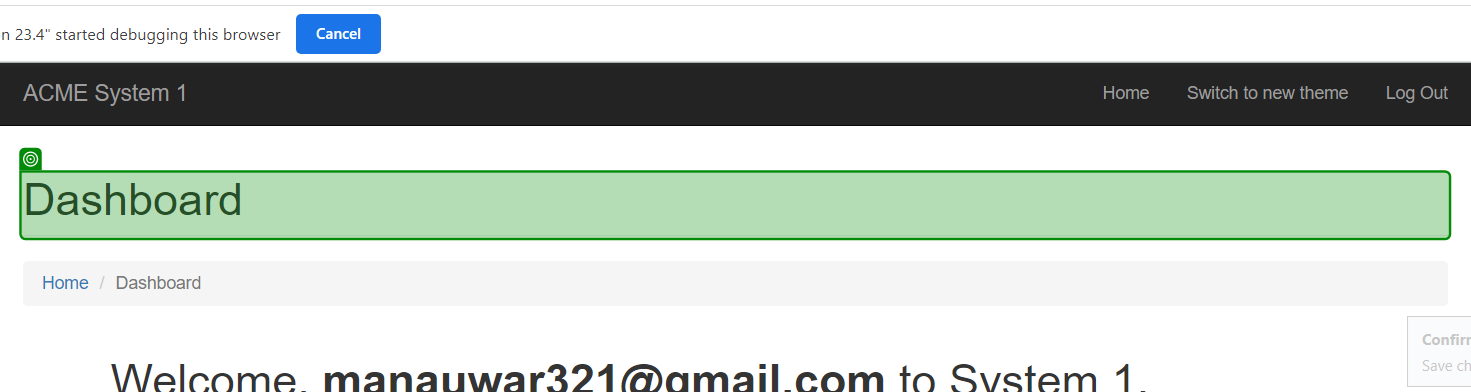 n 23.4" started debugging this browser Cancel
ACME System 1 Home Switch to new theme Log Out
Dashboard
Home / Dashboard
Welcome, manauwar321@gmail.com to System 1.
Confirm
Save ch